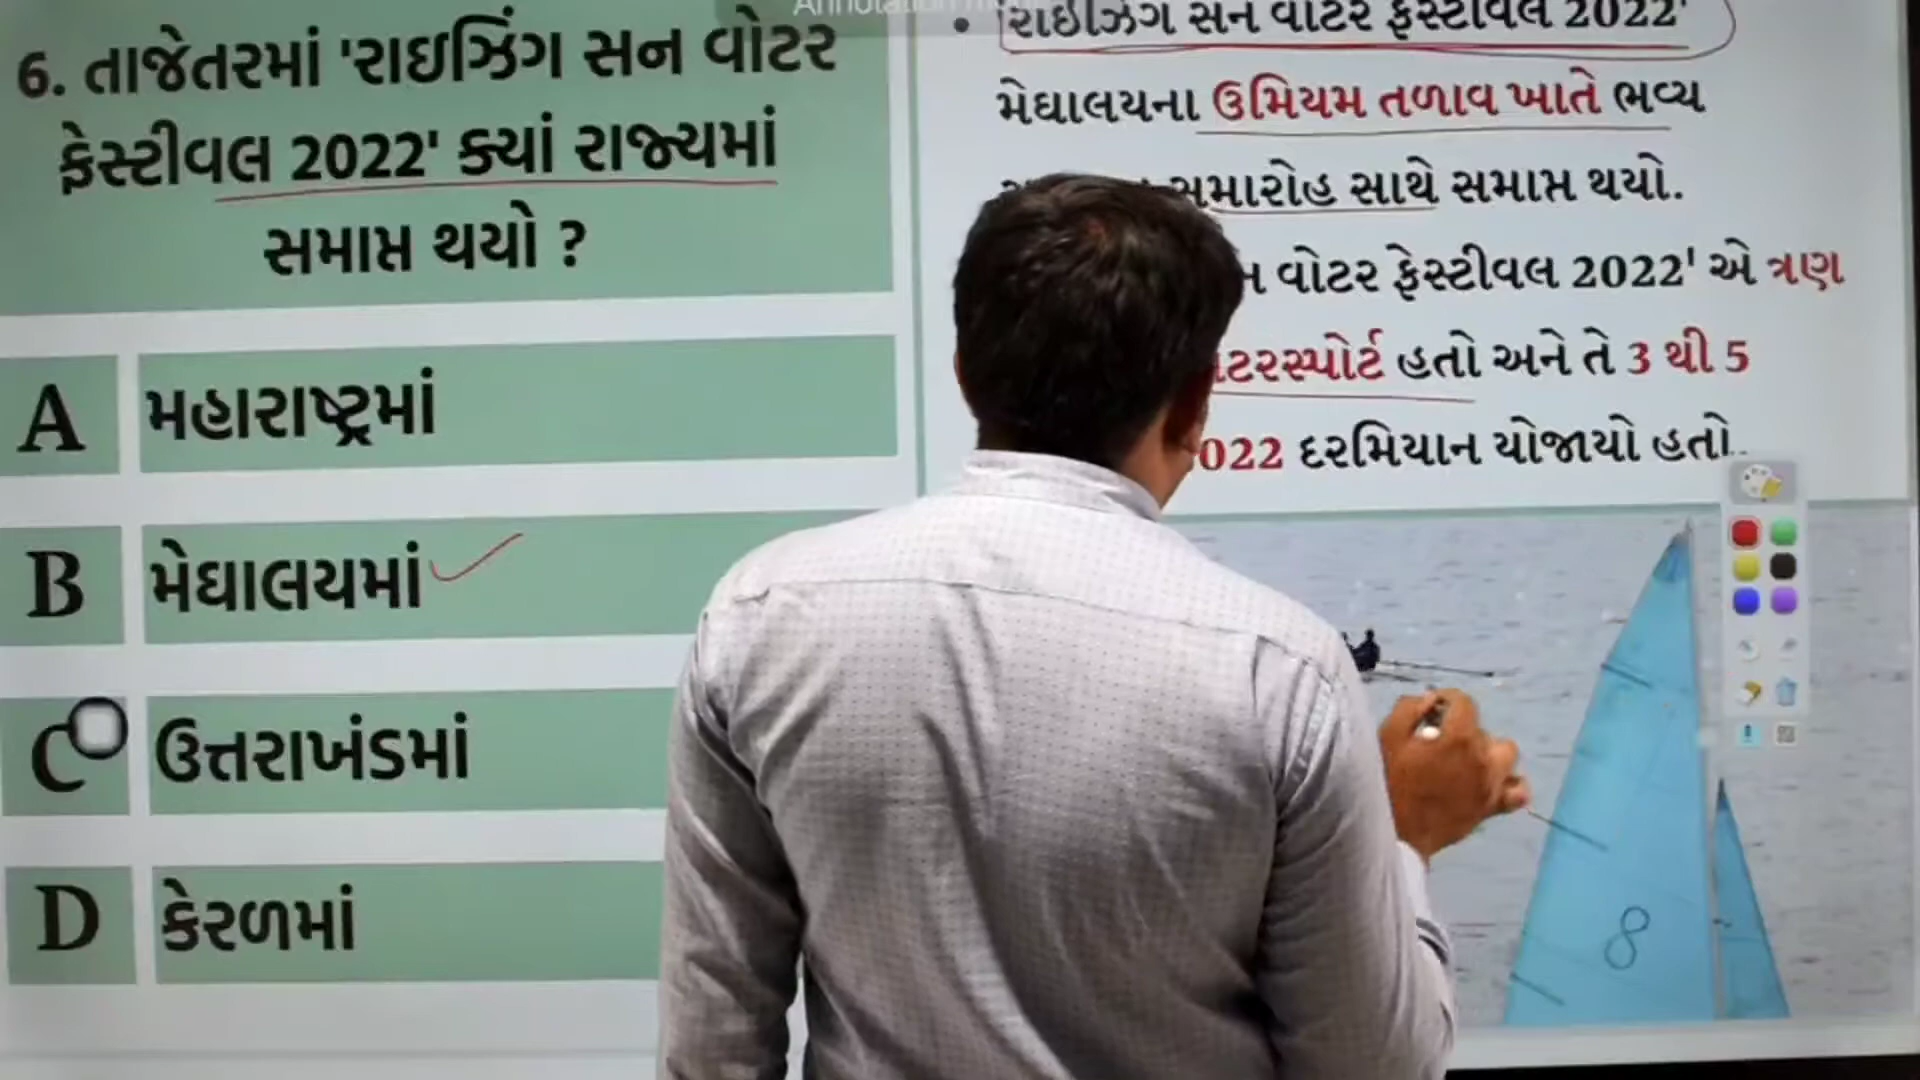 6. તાજેતરમાં 'રાઇઝિંગ સન વોટર
ફેસ્ટીવલ 2022' ક્યાં રાજ્યમાં
સમાપ્ત થયો ?
A મહારાષ્ટ્રમાં
B મેઘાલયમાં
C ઉત્તરાખંડમાં
D કેરળમાં
• 'રાઇઝિંગ સન વોટર ફેસ્ટીવલ 2022'
મેઘાલયના ઉમિયમ તળાવ ખાતે ભવ્ય
સમારોહ સાથે સમાપ્ત થયો.
વોટર ફેસ્ટીવલ 2022' એ ત્રણ
હતો અને તે 3 થી 5
દરમિયાન યોજાયો હતો.
8